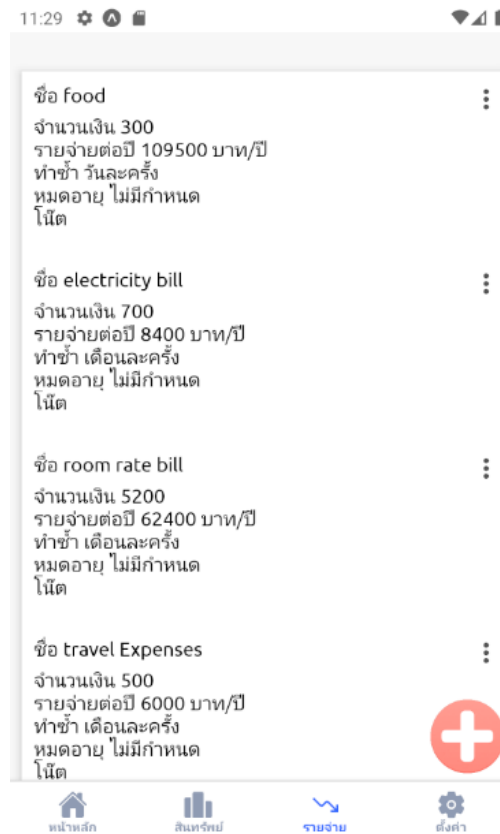 11:29
ชื่อ food
จำนวนเงิน 300
รายจ่ายต่อปี 109500 บาท/ปี
ทำซ้ำ วันละครั้ง
หมดอายุ ไม่มีกำหนด
โน๊ต
ชื่อ electricity bill
จำนวนเงิน 700
รายจ่ายต่อปี 8400 บาท/ปี
ทำซ้ำ เดือนละครั้ง
หมดอายุ ไม่มีกำหนด
โน๊ต
ชื่อ room rate bill
จำนวนเงิน 5200
รายจ่ายต่อปี 62400 บาท/ปี
ทำซ้ำ เดือนละครั้ง
หมดอายุ ไม่มีกำหนด
โน๊ต
ชื่อ travel Expenses
จำนวนเงิน 500
รายจ่ายต่อปี 6000 บาท/ปี
ทำซ้ำ เดือนละครั้ง
หมดอายุ ไม่มีกำหนด
โน๊ต
หน้าหลัก สินทรัพย์ รายจ่าย ตั้งค่า